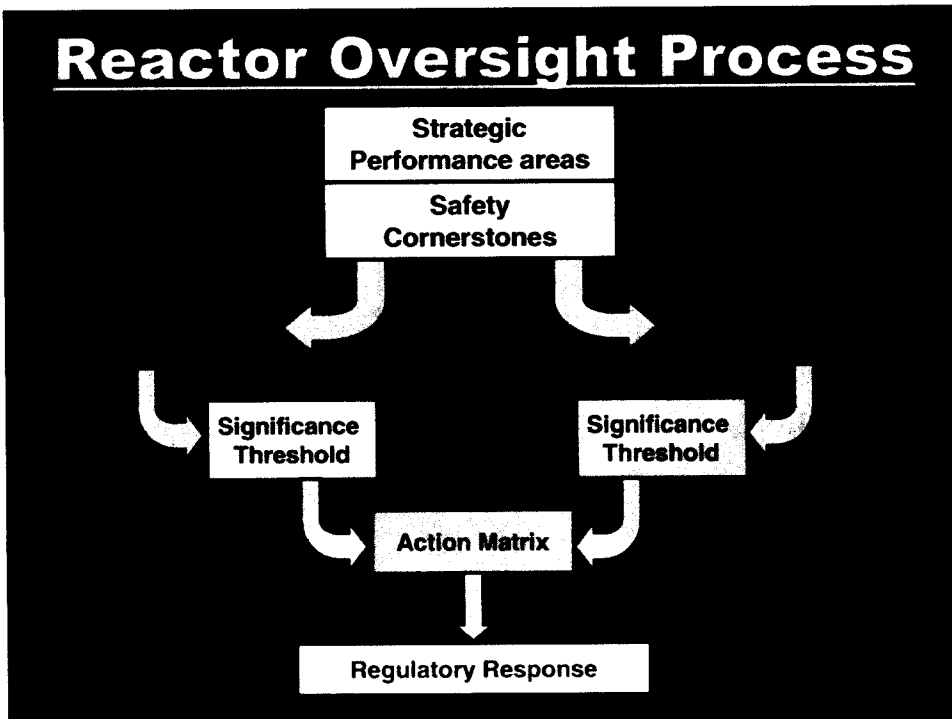 Reactor Oversight Process
Strategic
Performance areas
Safety
Cornerstones
Significance
Threshold
Significance
Threshold
Action Matrix
Regulatory Response